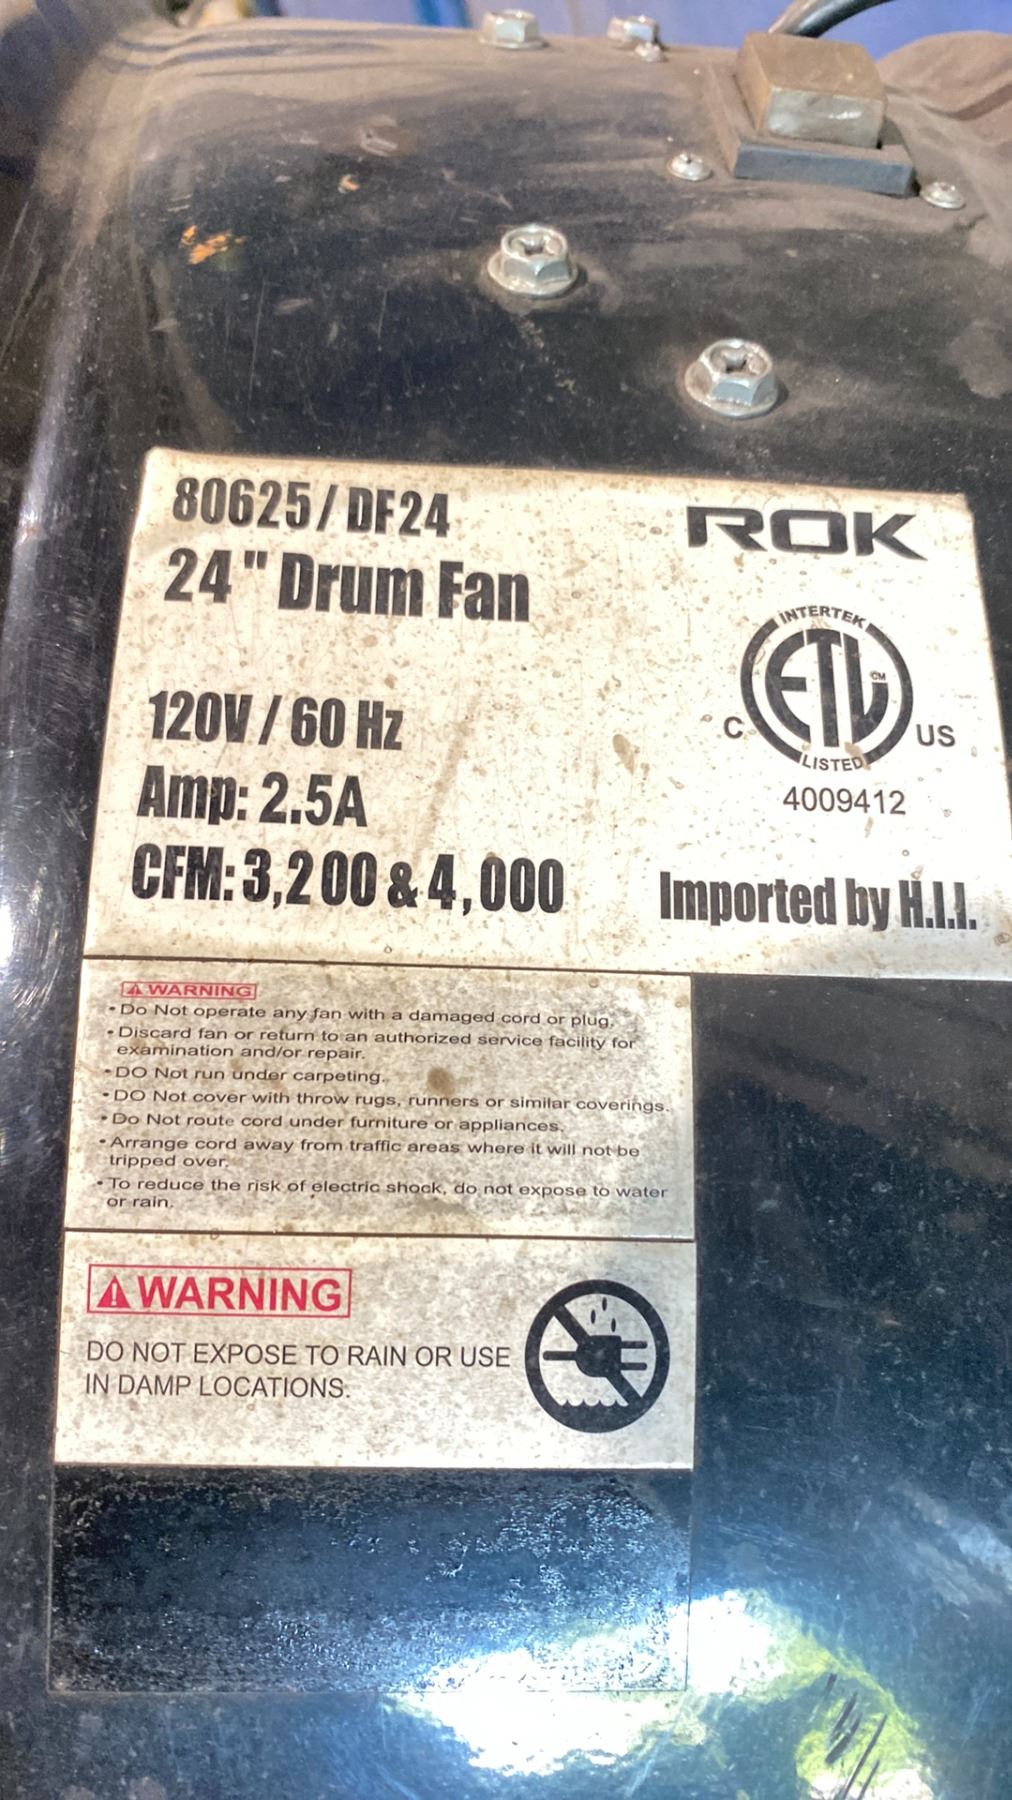 80625/DF24
24" Drum Fan
ROK
INTERTEK
ETL CM
C US
LISTED
4009412
120V / 60 Hz
Amp: 2.5A
CFM: 3,200 & 4,000
Imported by H.I.I.
WARNING
• Do Not operate any fan with a damaged cord or plug.
• Discard fan or return to an authorized service facility for
examination and/or repair.
• DO Not run under carpeting.
• DO Not cover with throw rugs, runners or similar coverings.
• Do Not route cord under furniture or appliances.
• Arrange cord away from traffic areas where it will not be
tripped over.
• To reduce the risk of electric shock, do not expose to water
or rain.
WARNING
DO NOT EXPOSE TO RAIN OR USE
IN DAMP LOCATIONS.